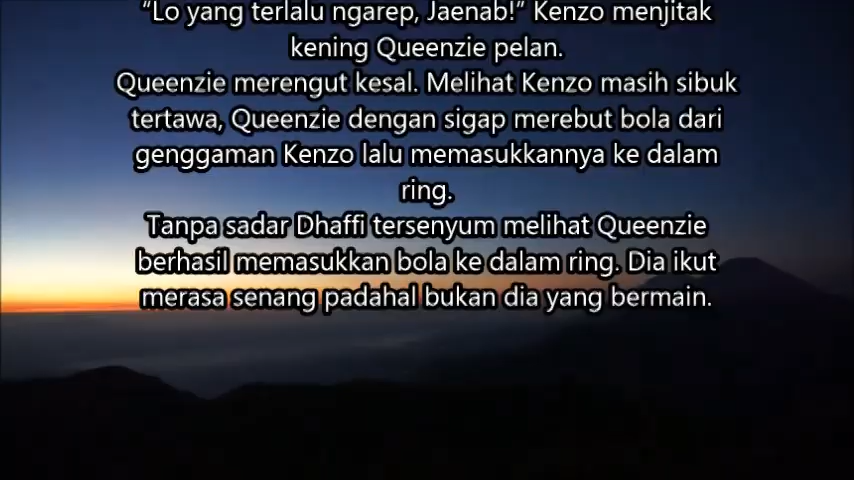 “Lo yang terlalu ngarep, Jaenab!” Kenzo menjitak
kening Queenzie pelan.
Queenzie merengut kesal. Melihat Kenzo masih sibuk
tertawa, Queenzie dengan sigap merebut bola dari
genggaman Kenzo lalu memasukkannya ke dalam
ring.
Tanpa sadar Dhaffi tersenyum melihat Queenzie
berhasil memasukkan bola ke dalam ring. Dia ikut
merasa senang padahal bukan dia yang bermain.